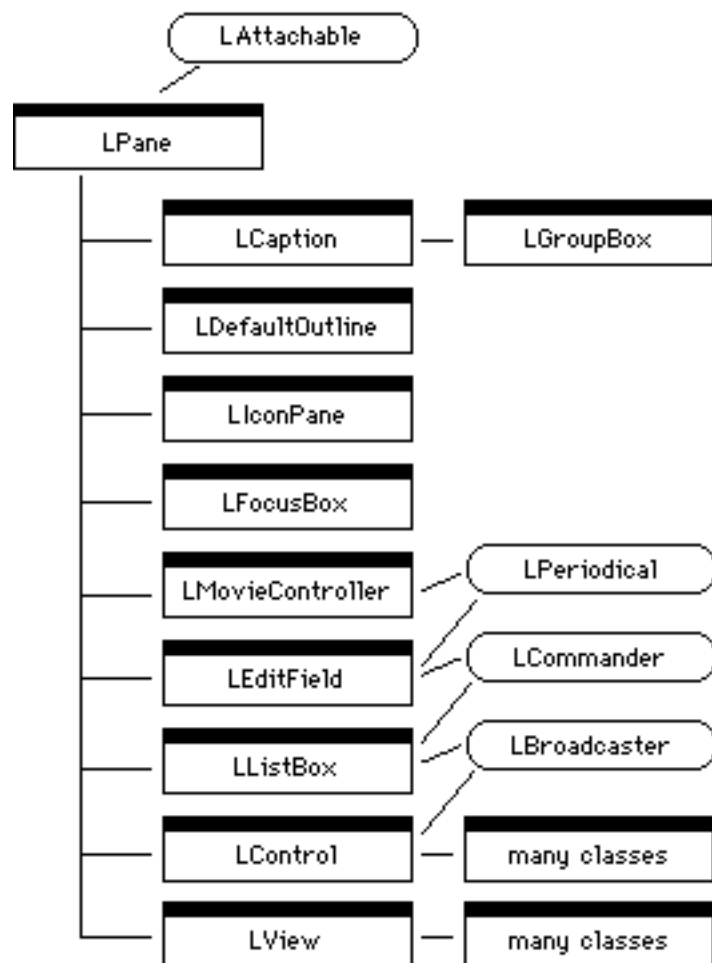 LAttachable
LPane
LCaption
LGroupBox
LDefaultOutline
LIconPane
LFocusBox
LMovieController
LPeriodical
LEditField
LCommander
LListBox
LBroadcaster
LControl
many classes
LView
many classes